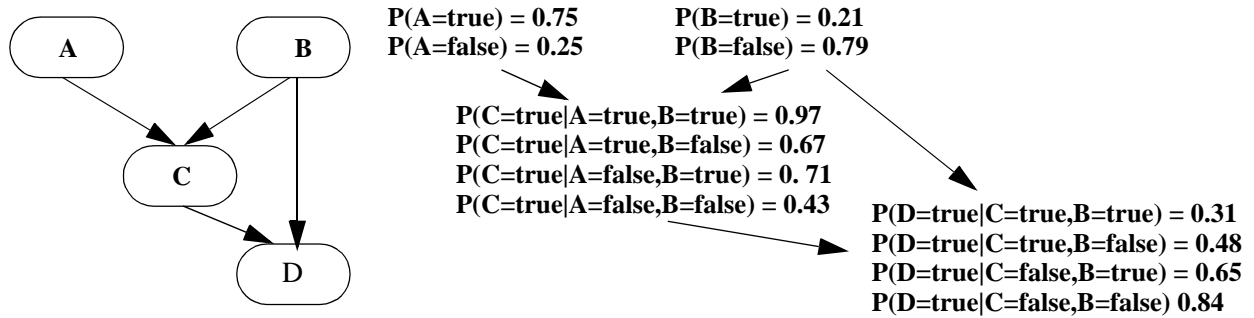 A
B
C
D
P(A=true) = 0.75
P(A=false) = 0.25
P(B=true) = 0.21
P(B=false) = 0.79
P(C=true|A=true,B=true) = 0.97
P(C=true|A=true,B=false) = 0.67
P(C=true|A=false,B=true) = 0. 71
P(C=true|A=false,B=false) = 0.43
P(D=true|C=true,B=true) = 0.31
P(D=true|C=true,B=false) = 0.48
P(D=true|C=false,B=true) = 0.65
P(D=true|C=false,B=false) 0.84